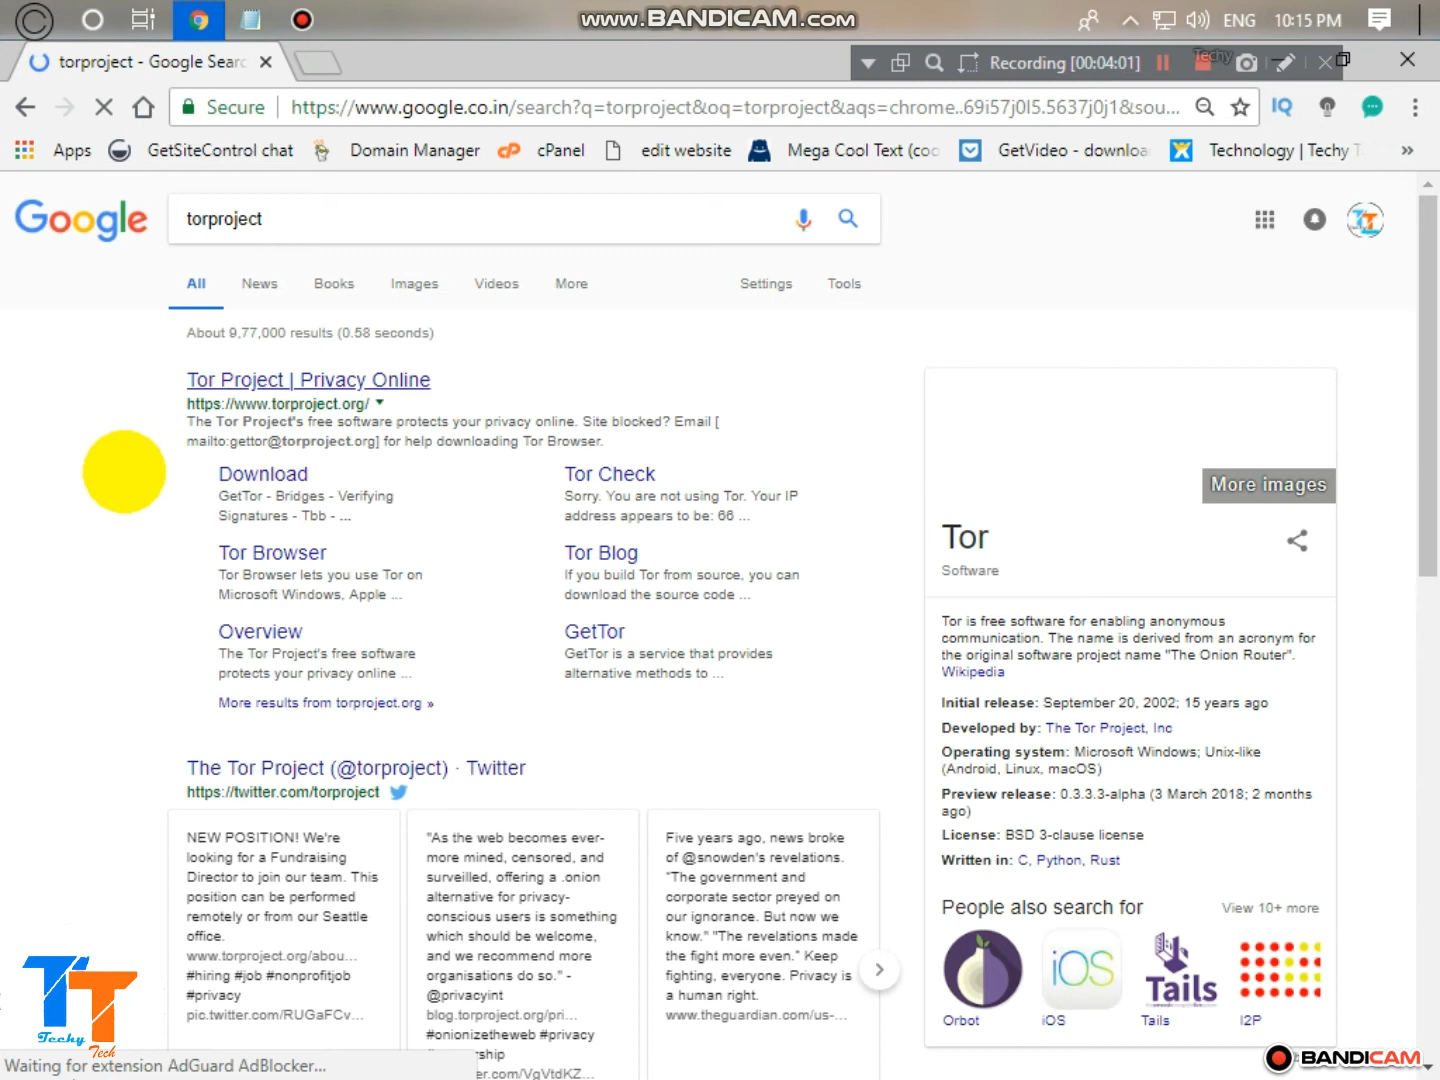 www.BANDICAM.com
ENG 10:15 PM
torproject - Google Sear
Recording [00:04:01]
Techy
Secure https://www.google.co.in/search?q=torproject&oq=torproject&aqs=chrome..69i57j0l5.5637j0j1&sou...
IQ
Apps GetSiteControl chat Domain Manager cPanel edit website Mega Cool Text (coo GetVideo - downloa Technology | Techy T »
Google torproject
All News Books Images Videos More Settings Tools
About 9,77,000 results (0.58 seconds)
Tor Project | Privacy Online
https://www.torproject.org/
The Tor Project's free software protects your privacy online. Site blocked? Email [
mailto:gettor@torproject.org] for help downloading Tor Browser.
Download
GetTor - Bridges - Verifying
Signatures - Tbb - ...
Tor Check
Sorry. You are not using Tor. Your IP
address appears to be: 66 ...
Tor Browser
Tor Browser lets you use Tor on
Microsoft Windows, Apple ...
Tor Blog
If you build Tor from source, you can
download the source code ...
Overview
The Tor Project's free software
protects your privacy online ...
GetTor
GetTor is a service that provides
alternative methods to ...
More results from torproject.org »
The Tor Project (@torproject) · Twitter
https://twitter.com/torproject
NEW POSITION! We're
looking for a Fundraising
Director to join our team. This
position can be performed
remotely or from our Seattle
office.
www.torproject.org/abou...
#hiring #job #nonprofitjob
#privacy
pic.twitter.com/RUGaFCv...
"As the web becomes ever-
more mined, censored, and
surveilled, offering a .onion
alternative for privacy-
conscious users is something
which should be welcome,
and we recommend more
organisations do so." -
@privacyint
blog.torproject.org/pri...
#onionizetheweb #privacy
ership
er.com/VgVtdKZ...
Five years ago, news broke
of @snowden's revelations.
"The government and
corporate sector preyed on
our ignorance. But now we
know." "The revelations made
the fight more even." Keep
fighting, everyone. Privacy is
a human right.
www.theguardian.com/us-...
More images
Tor
Software
Tor is free software for enabling anonymous
communication. The name is derived from an acronym for
the original software project name "The Onion Router".
Wikipedia
Initial release: September 20, 2002; 15 years ago
Developed by: The Tor Project, Inc
Operating system: Microsoft Windows; Unix-like
(Android, Linux, macOS)
Preview release: 0.3.3.3-alpha (3 March 2018; 2 months
ago)
License: BSD 3-clause license
Written in: C, Python, Rust
People also search for View 10+ more
iOS
Tails
Orbot iOS Tails I2P
TT
Techy
Tech
Waiting for extension AdGuard AdBlocker...
BANDICAM